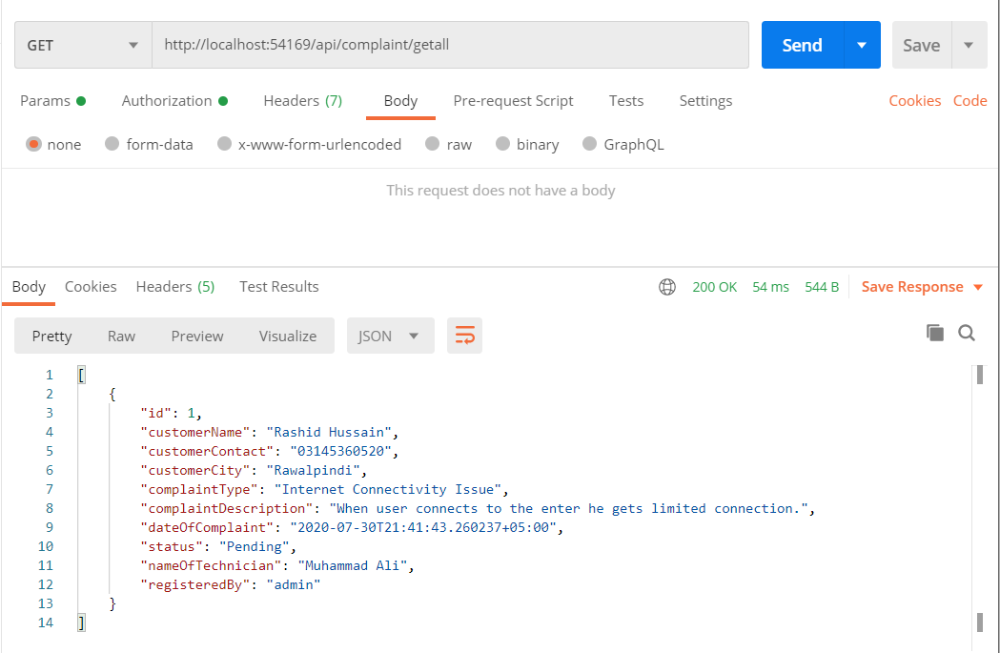 GET http://localhost:54169/api/complaint/getall Send Save
Params Authorization Headers (7) Body Pre-request Script Tests Settings Cookies Code
none form-data x-www-form-urlencoded raw binary GraphQL
This request does not have a body
Body Cookies Headers (5) Test Results 200 OK 54 ms 544 B Save Response
Pretty Raw Preview Visualize JSON
1 [
2 {
3 "id": 1,
4 "customerName": "Rashid Hussain",
5 "customerContact": "03145360520",
6 "customerCity": "Rawalpindi",
7 "complaintType": "Internet Connectivity Issue",
8 "complaintDescription": "When user connects to the enter he gets limited connection.",
9 "dateOfComplaint": "2020-07-30T21:41:43.260237+05:00",
10 "status": "Pending",
11 "nameOfTechnician": "Muhammad Ali",
12 "registeredBy": "admin"
13 }
14 ]